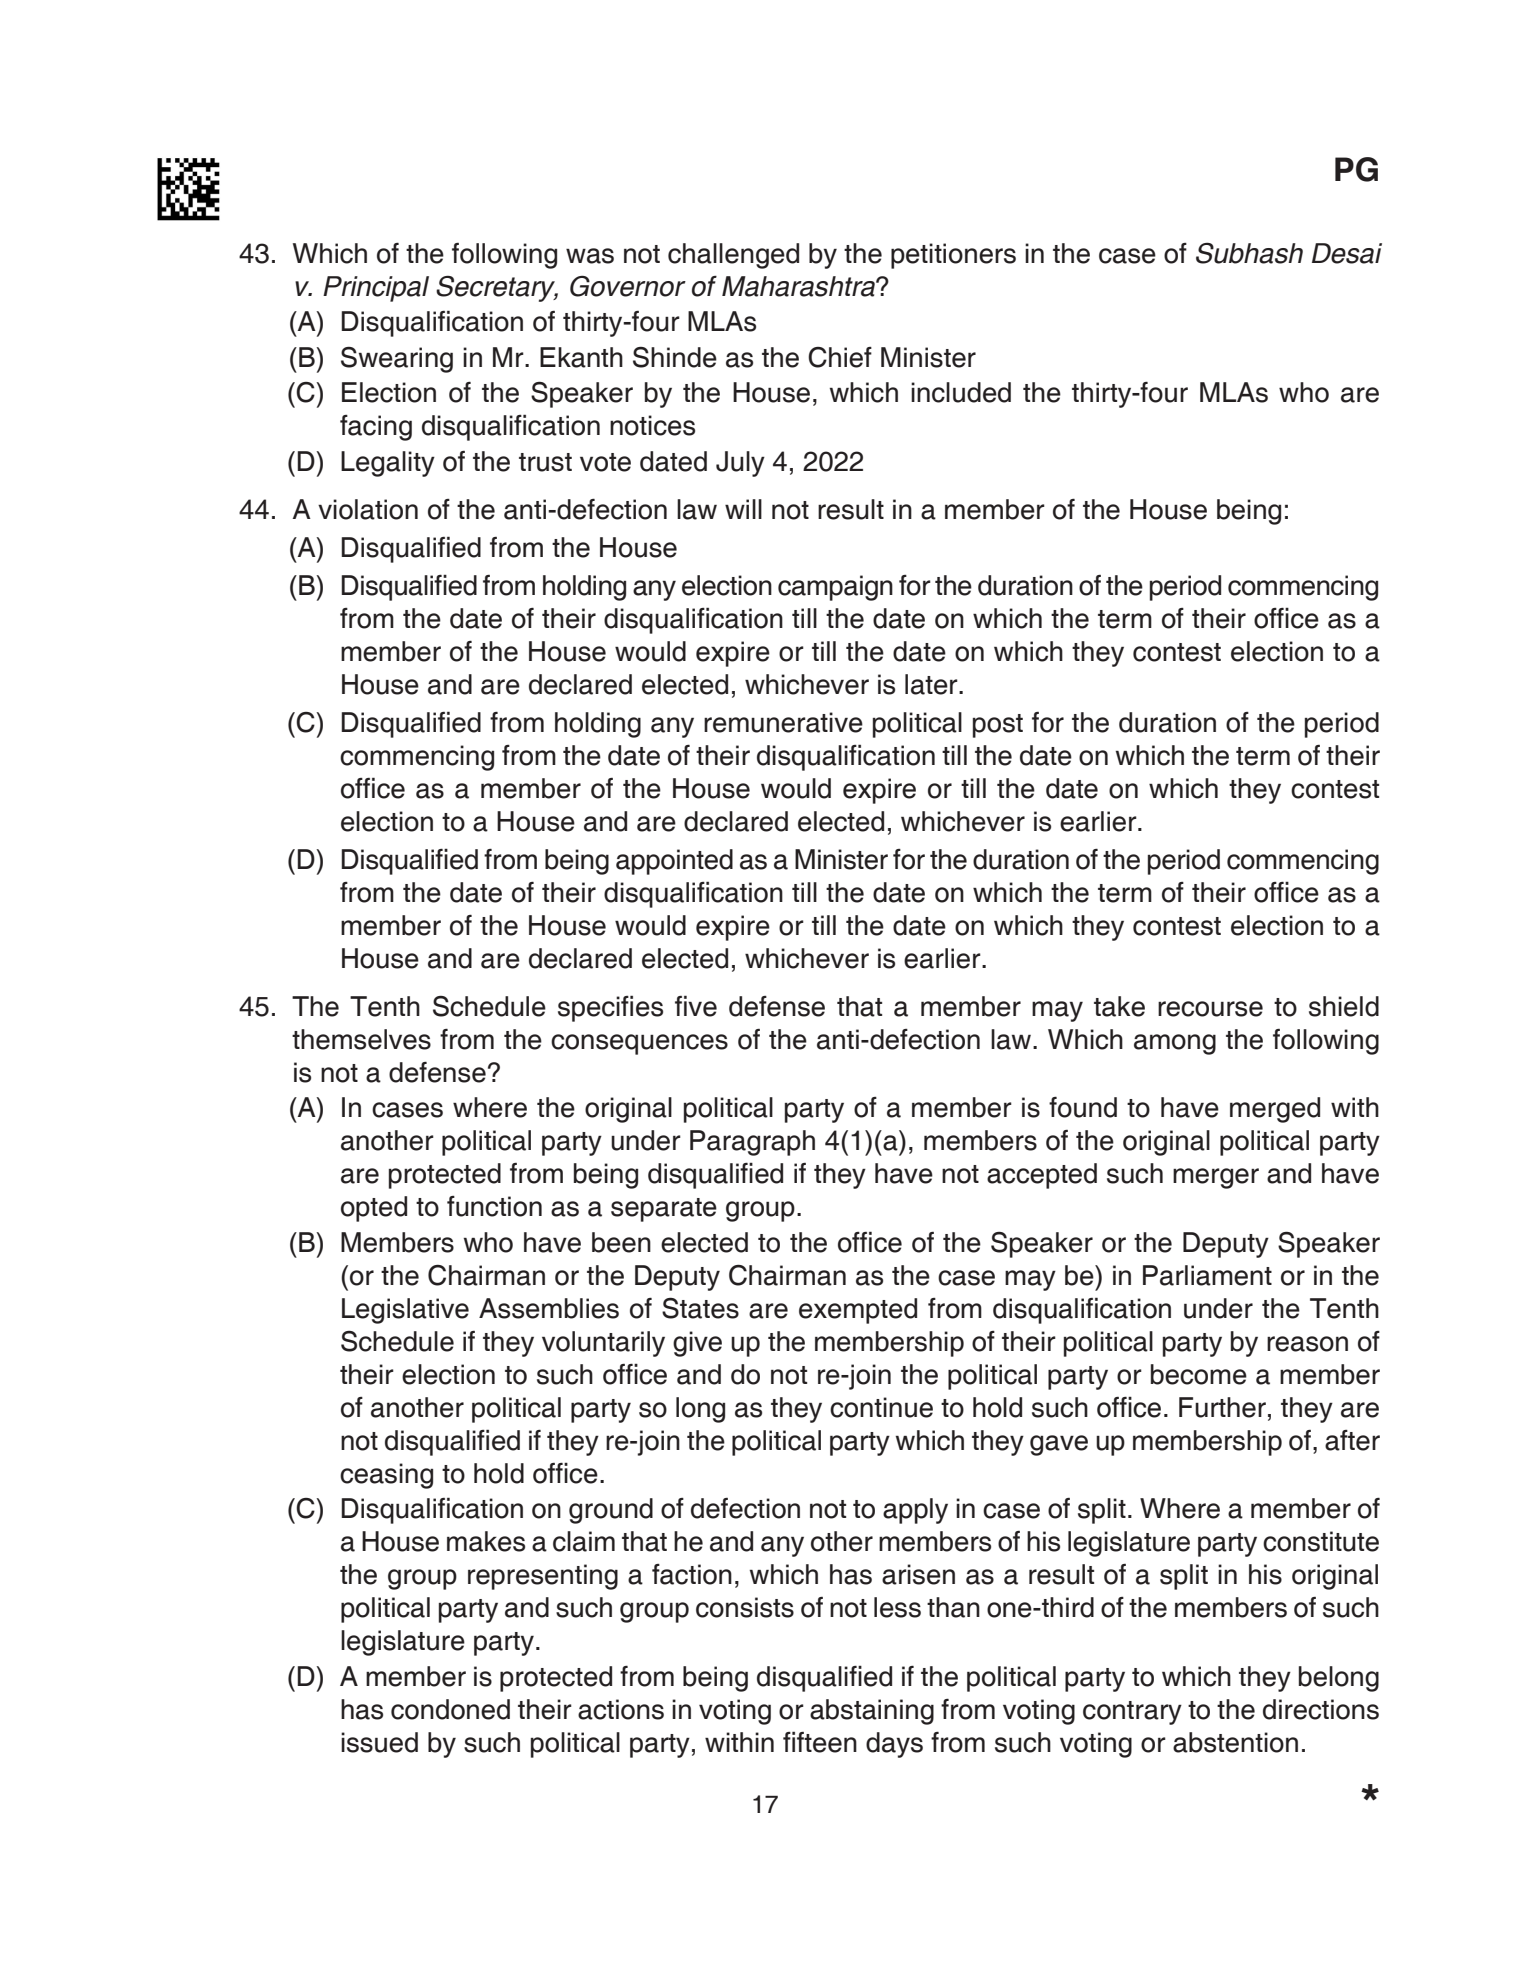 PG
43. Which of the following was not challenged by the petitioners in the case of Subhash Desai
v. Principal Secretary, Governor of Maharashtra?
(A) Disqualification of thirty-four MLAs
(B) Swearing in Mr. Ekanth Shinde as the Chief Minister
(C) Election of the Speaker by the House, which included the thirty-four MLAs who are
facing disqualification notices
(D) Legality of the trust vote dated July 4, 2022
44. A violation of the anti-defection law will not result in a member of the House being:
(A) Disqualified from the House
(B) Disqualified from holding any election campaign for the duration of the period commencing
from the date of their disqualification till the date on which the term of their office as a
member of the House would expire or till the date on which they contest election to a
House and are declared elected, whichever is later.
(C) Disqualified from holding any remunerative political post for the duration of the period
commencing from the date of their disqualification till the date on which the term of their
office as a member of the House would expire or till the date on which they contest
election to a House and are declared elected, whichever is earlier.
(D) Disqualified from being appointed as a Minister for the duration of the period commencing
from the date of their disqualification till the date on which the term of their office as a
member of the House would expire or till the date on which they contest election to a
House and are declared elected, whichever is earlier.
45. The Tenth Schedule specifies five defense that a member may take recourse to shield
themselves from the consequences of the anti-defection law. Which among the following
is not a defense?
(A) In cases where the original political party of a member is found to have merged with
another political party under Paragraph 4(1)(a), members of the original political party
are protected from being disqualified if they have not accepted such merger and have
opted to function as a separate group.
(B) Members who have been elected to the office of the Speaker or the Deputy Speaker
(or the Chairman or the Deputy Chairman as the case may be) in Parliament or in the
Legislative Assemblies of States are exempted from disqualification under the Tenth
Schedule if they voluntarily give up the membership of their political party by reason of
their election to such office and do not re-join the political party or become a member
of another political party so long as they continue to hold such office. Further, they are
not disqualified if they re-join the political party which they gave up membership of, after
ceasing to hold office.
(C) Disqualification on ground of defection not to apply in case of split. Where a member of
a House makes a claim that he and any other members of his legislature party constitute
the group representing a faction, which has arisen as a result of a split in his original
political party and such group consists of not less than one-third of the members of such
legislature party.
(D) A member is protected from being disqualified if the political party to which they belong
has condoned their actions in voting or abstaining from voting contrary to the directions
issued by such political party, within fifteen days from such voting or abstention.
17
*